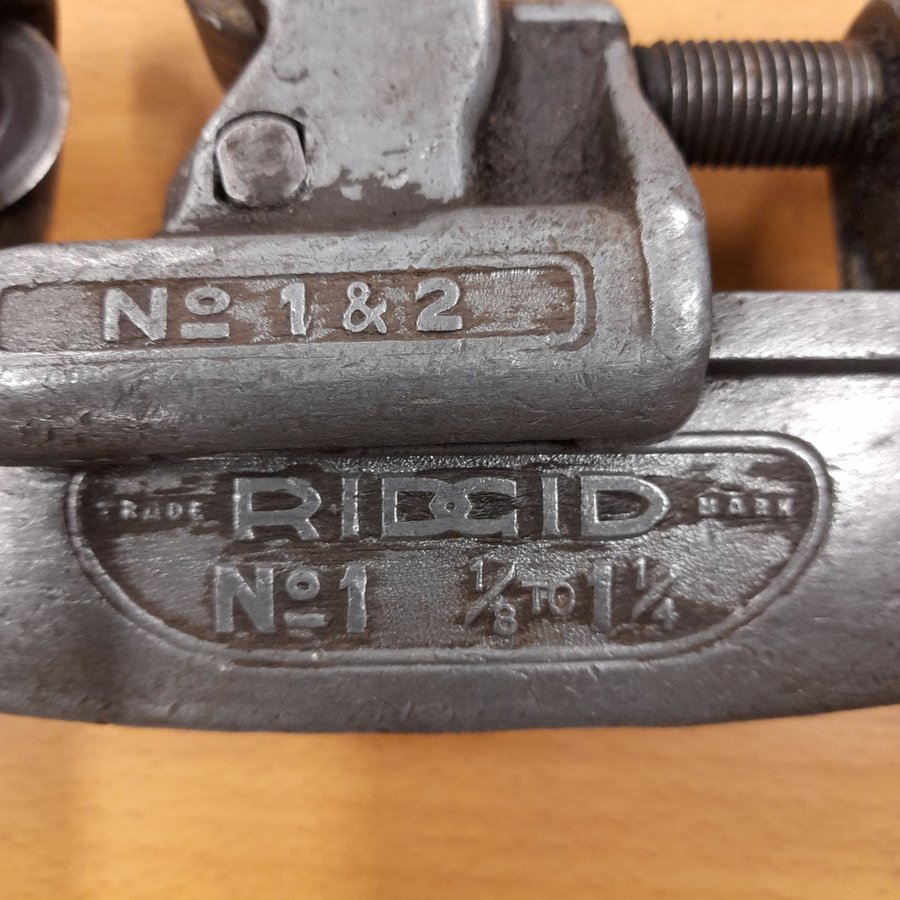 Nº 1 & 2
TRADE RIDGID MARK
Nº 1 1/8 TO 1 1/4